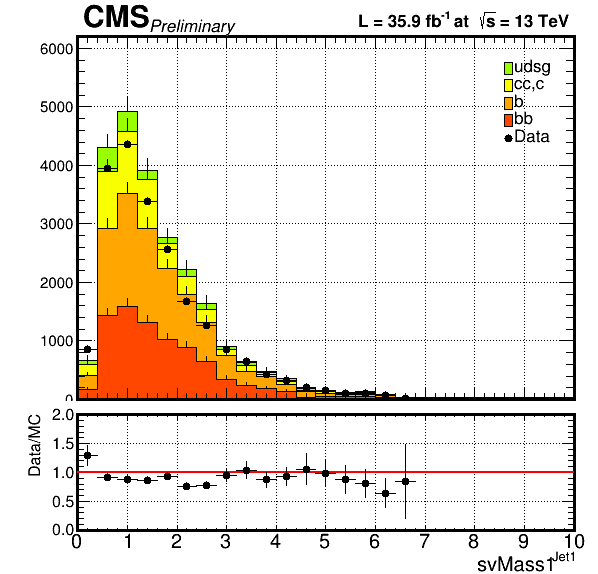 CMS Preliminary L = 35.9 fb⁻¹ at √s = 13 TeV
6000
5000
4000
3000
2000
1000
0
udsg
cc,c
b
bb
Data
Data/MC
2.0
1.5
1.0
0.5
0.0
0 1 2 3 4 5 6 7 8 9 10
svMass1^Jet1